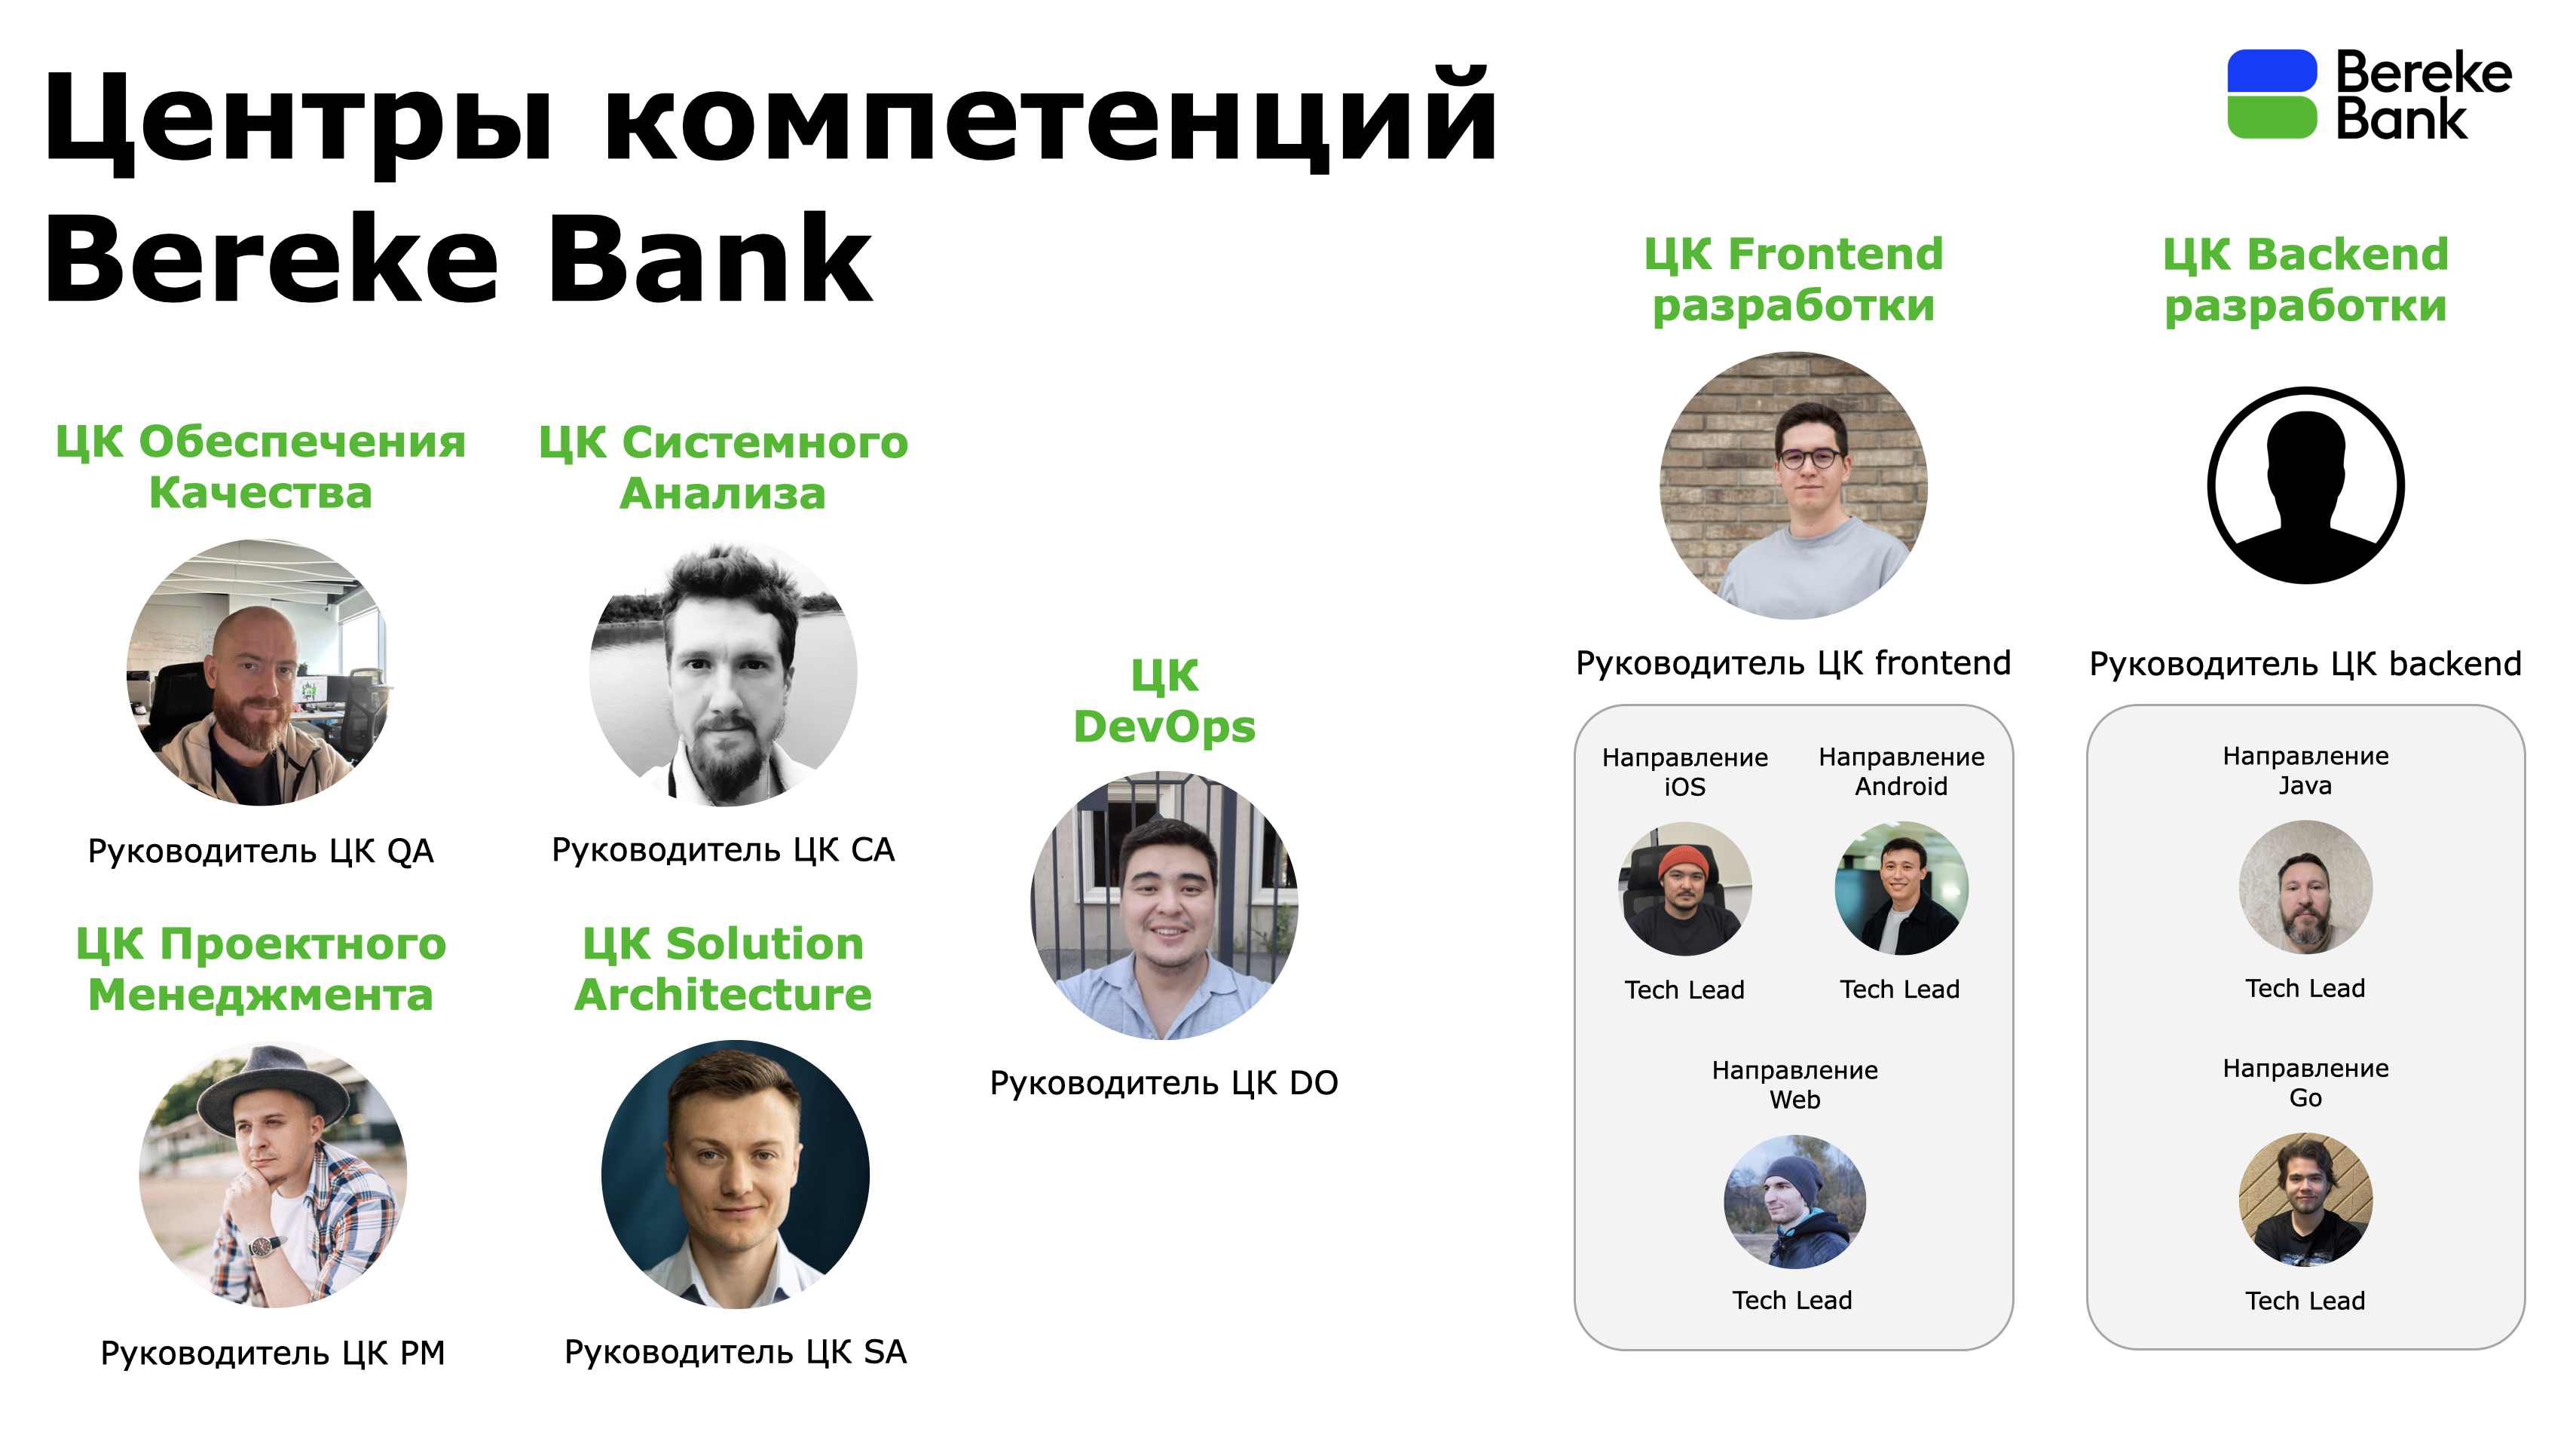 Центры компетенций
Bereke Bank
Bereke
Bank
ЦК Обеспечения
Качества
Руководитель ЦК QA
ЦК Системного
Анализа
Руководитель ЦК СА
ЦК Проектного
Менеджмента
Руководитель ЦК PM
ЦК Solution
Architecture
Руководитель ЦК SA
ЦК
DevOps
Руководитель ЦК DO
ЦК Frontend
разработки
Руководитель ЦК frontend
Направление
iOS
Tech Lead
Направление
Android
Tech Lead
Направление
Web
Tech Lead
ЦК Backend
разработки
Руководитель ЦК backend
Направление
Java
Tech Lead
Направление
Go
Tech Lead